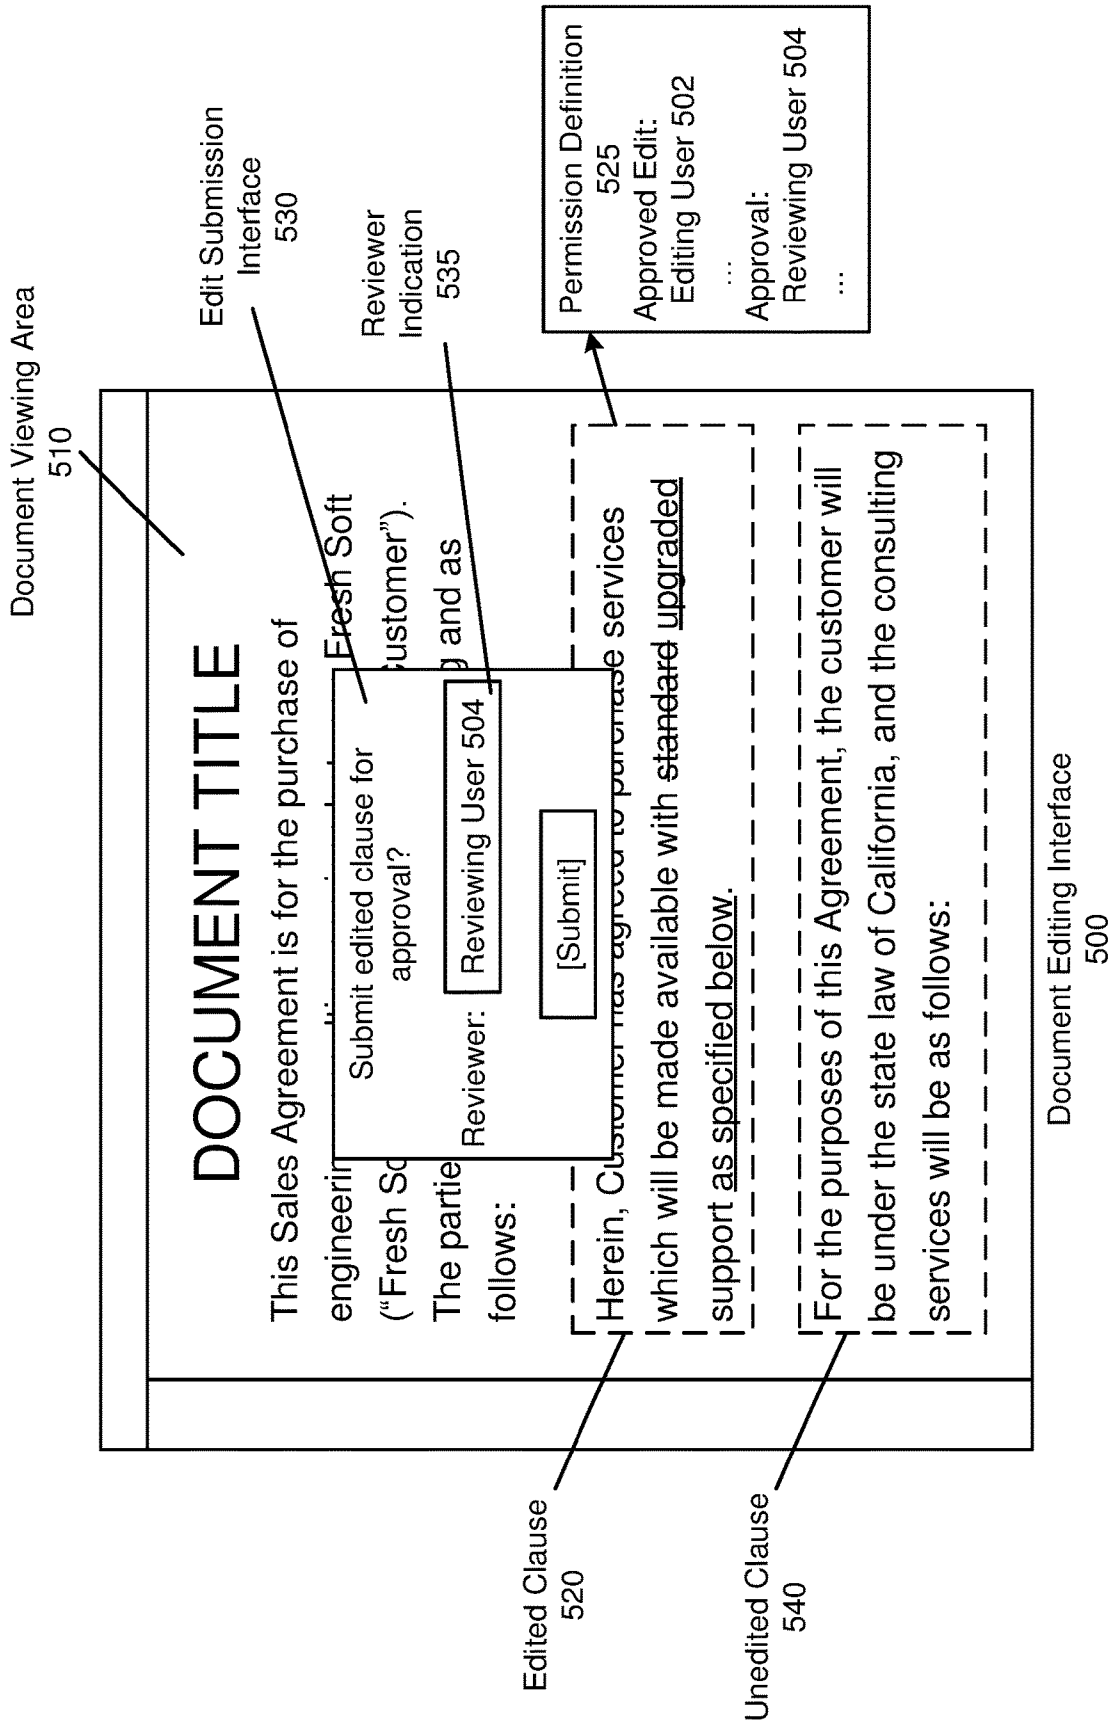 Document Viewing Area
510
Edit Submission
Interface
530
Reviewer
Indication
535
DOCUMENT TITLE
This Sales Agreement is for the purchase of
Fresh Soft
("Fresh
The
follows:
and as
Submit edited clause for
approval?
Reviewer: Reviewing User 504
[Submit]
Herein, Customer has agreed to purchase services
which will be made available with standard upgraded
support as specified below.
For the purposes of this Agreement, the customer will
be under the state law of California, and the consulting
services will be as follows:
Permission Definition
525
Approved Edit:
Editing User 502
...
Approval:
Reviewing User 504
...
Edited Clause
520
Unedited Clause
540
Document Editing Interface
500